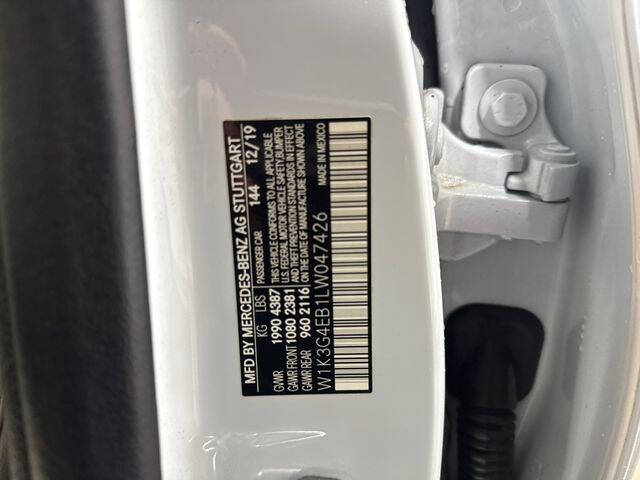 MFD BY MERCEDES-BENZ AG STUTTGART
PASSENGER CAR 144 12/19
KG LBS
GVWR 1990 4387
GAWR FRONT 1080 2381
GAWR REAR 960 2116
THIS VEHICLE CONFORMS TO ALL APPLICABLE
U.S. FEDERAL MOTOR VEHICLE SAFETY, BUMPER
AND THEFT PREVENTION STANDARDS IN EFFECT
ON THE DATE OF MANUFACTURE SHOWN ABOVE
W1K3G4EB1LW047426
MADE IN MEXICO